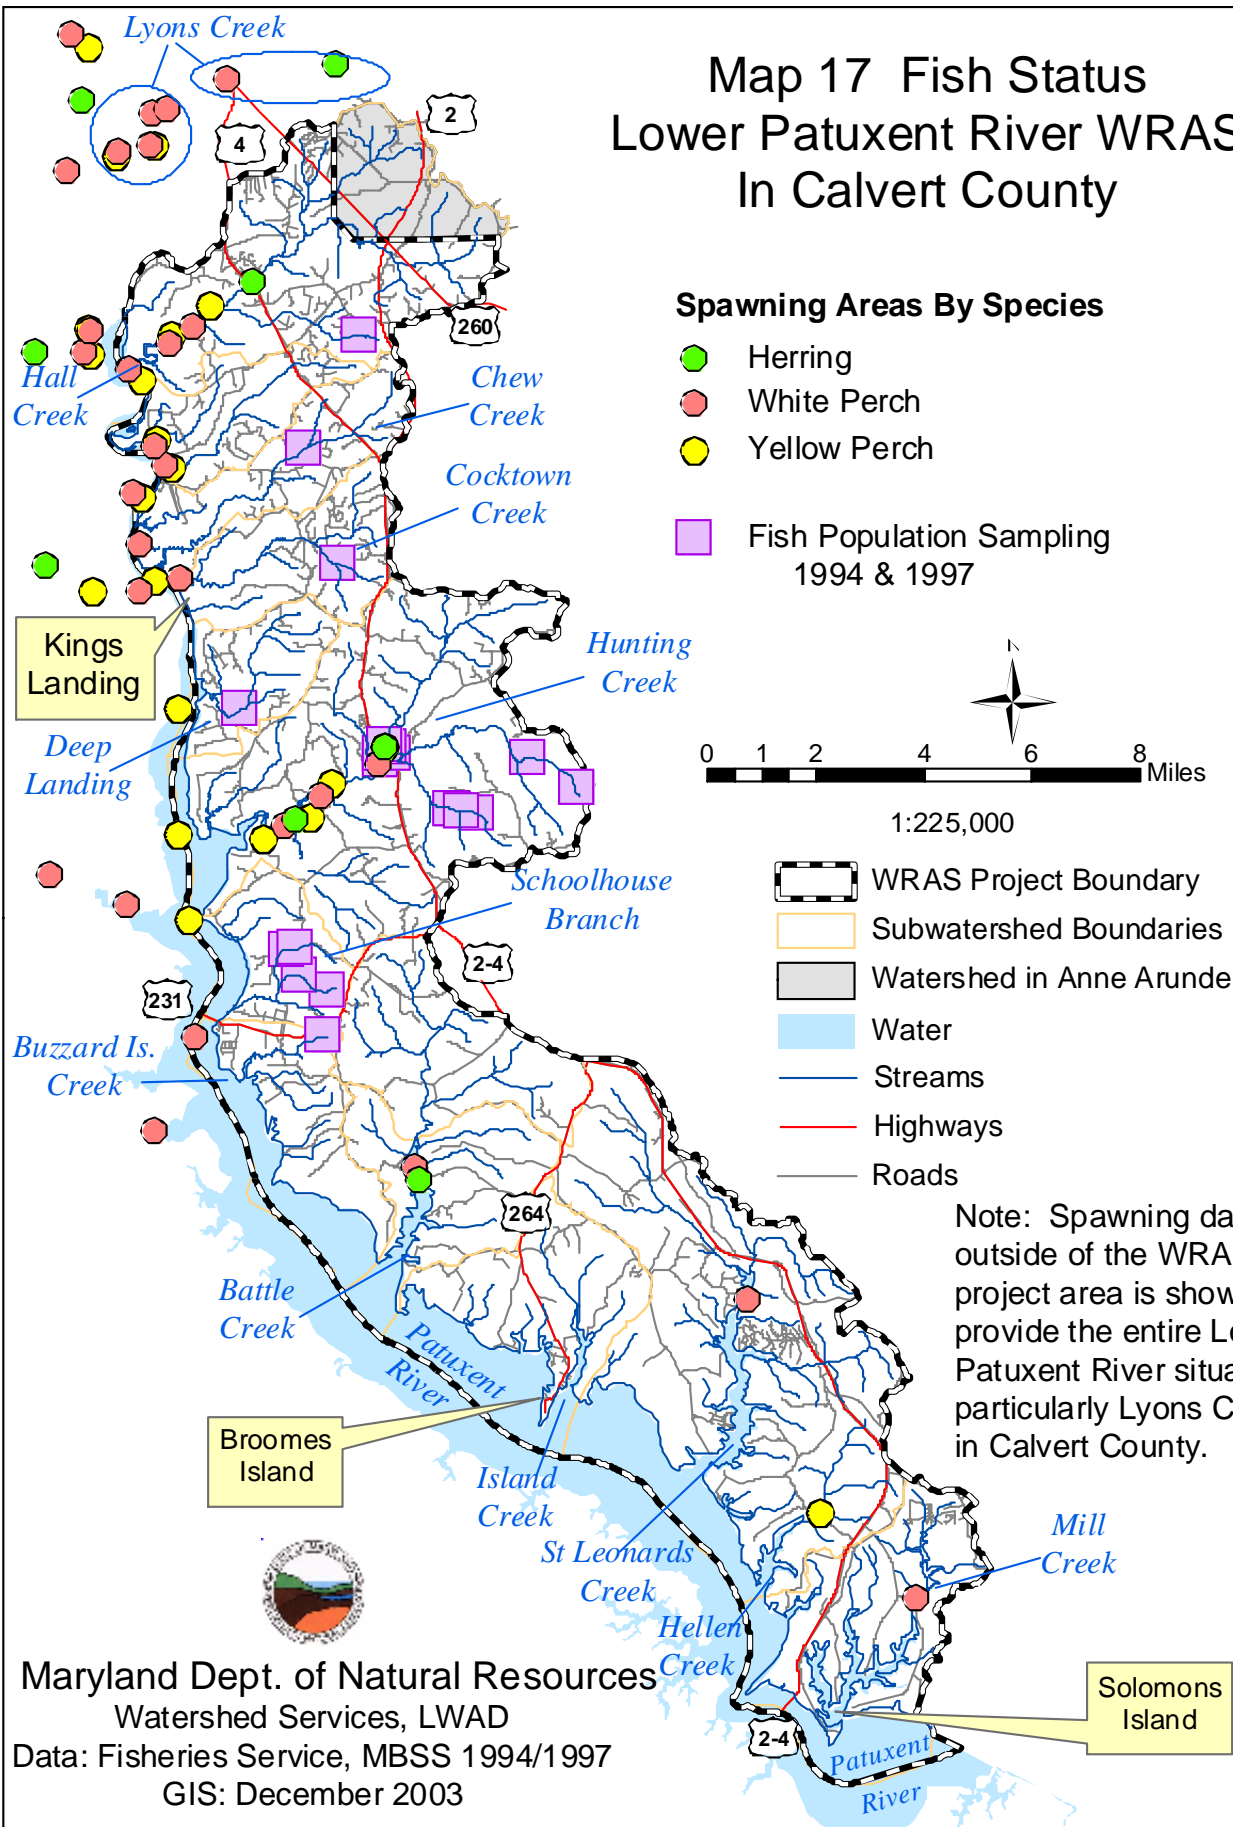 Map 17 Fish Status
Lower Patuxent River WRAS
In Calvert County
Spawning Areas By Species
Herring
White Perch
Yellow Perch
Fish Population Sampling
1994 & 1997
0 1 2 4 6 8 Miles
1:225,000
WRAS Project Boundary
Subwatershed Boundaries
Watershed in Anne Arunde
Water
Streams
Highways
Roads
Note: Spawning da
outside of the WRA
project area is show
provide the entire Lo
Patuxent River situa
particularly Lyons C
in Calvert County.
Lyons Creek
2
4
260
Hall
Creek
Chew
Creek
Cocktown
Creek
Kings
Landing
Hunting
Creek
Deep
Landing
Schoolhouse
Branch
2-4
231
Buzzard Is.
Creek
264
Battle
Creek
Patuxent
River
Broomes
Island
Island
Creek
St Leonards
Creek
Mill
Creek
Hellen
Creek
Solomons
Island
2-4
Patuxent
River
Maryland Dept. of Natural Resources
Watershed Services, LWAD
Data: Fisheries Service, MBSS 1994/1997
GIS: December 2003